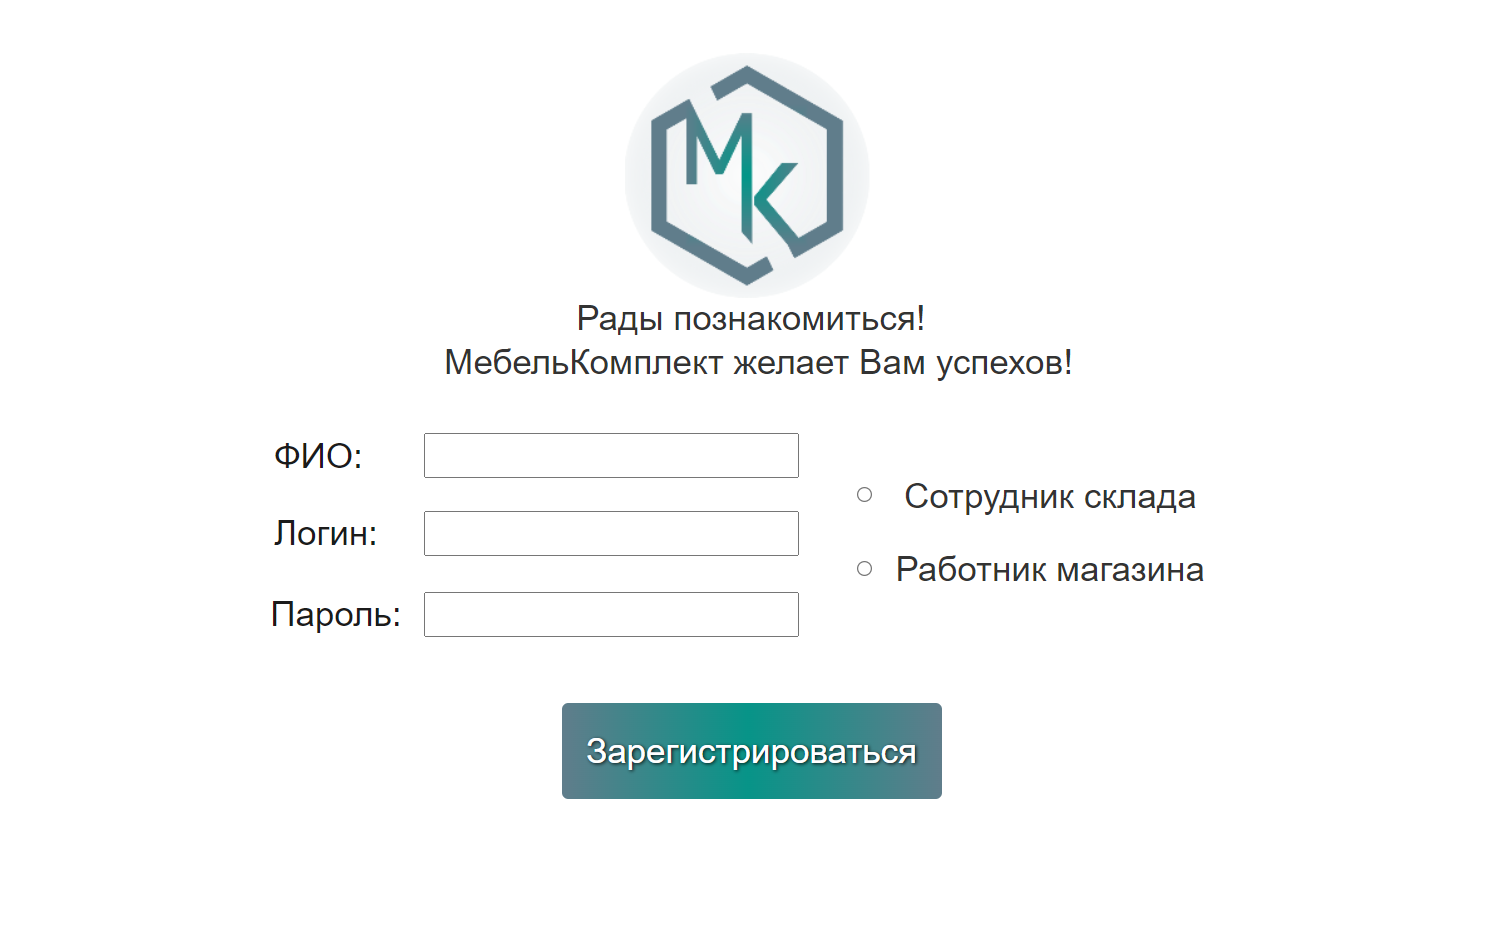 МК
Рады познакомиться!
МебельКомплект желает Вам успехов!
ФИО:
Логин:
Пароль:
Сотрудник склада
Работник магазина
Зарегистрироваться